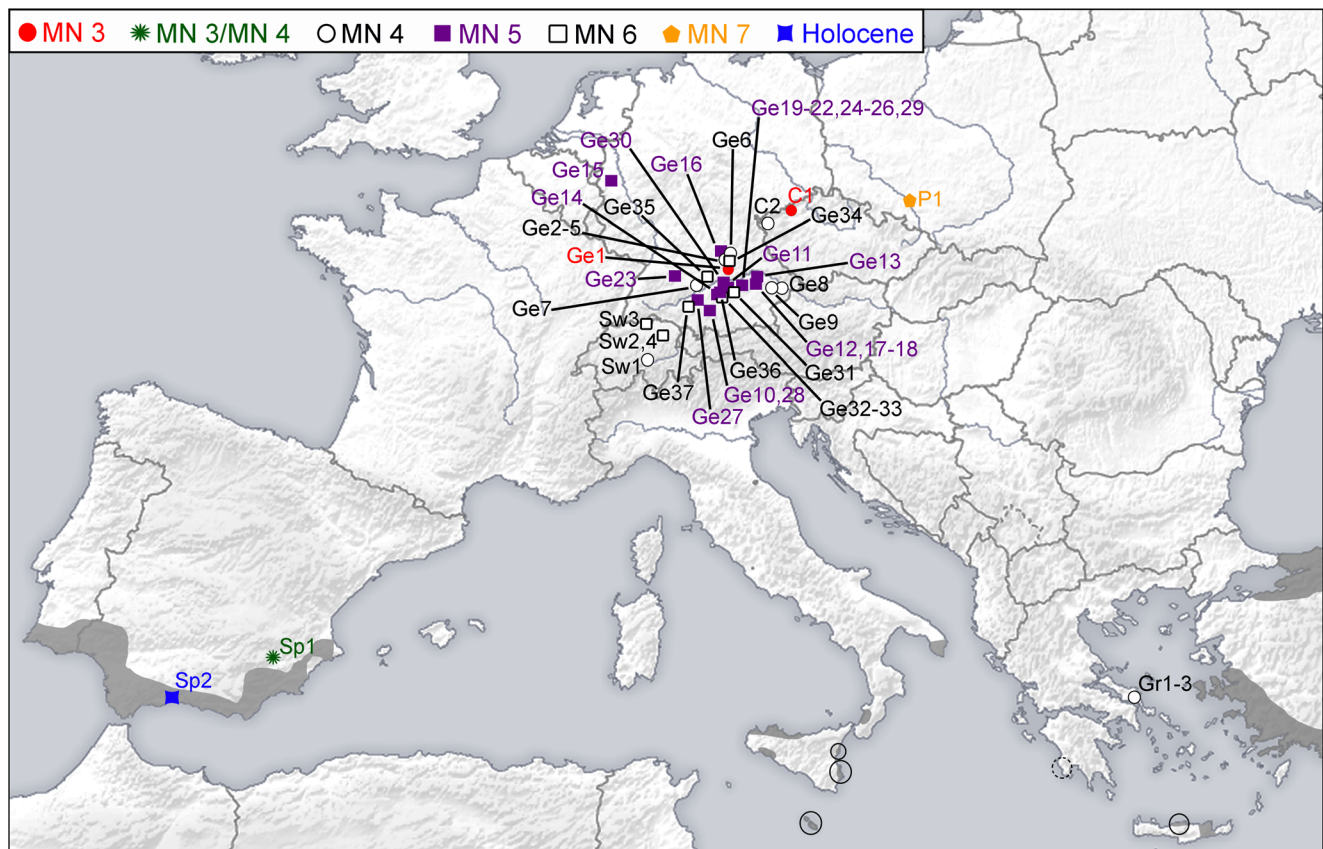 MN 3 MN 3/MN 4 MN 4 MN 5 MN 6 MN 7 Holocene
Ge19-22,24-26,29
Ge30
Ge6
Ge16
Ge15
Ge14
Ge35
C1
C2
P1
Ge34
Ge2-5
Ge1
Ge11
Ge13
Ge23
Ge8
Ge7
Ge9
Sw3
Sw2,4
Ge12,17-18
Sw1
Ge36
Ge31
Ge37
Ge10,28
Ge32-33
Ge27
Sp1
Sp2
Gr1-3